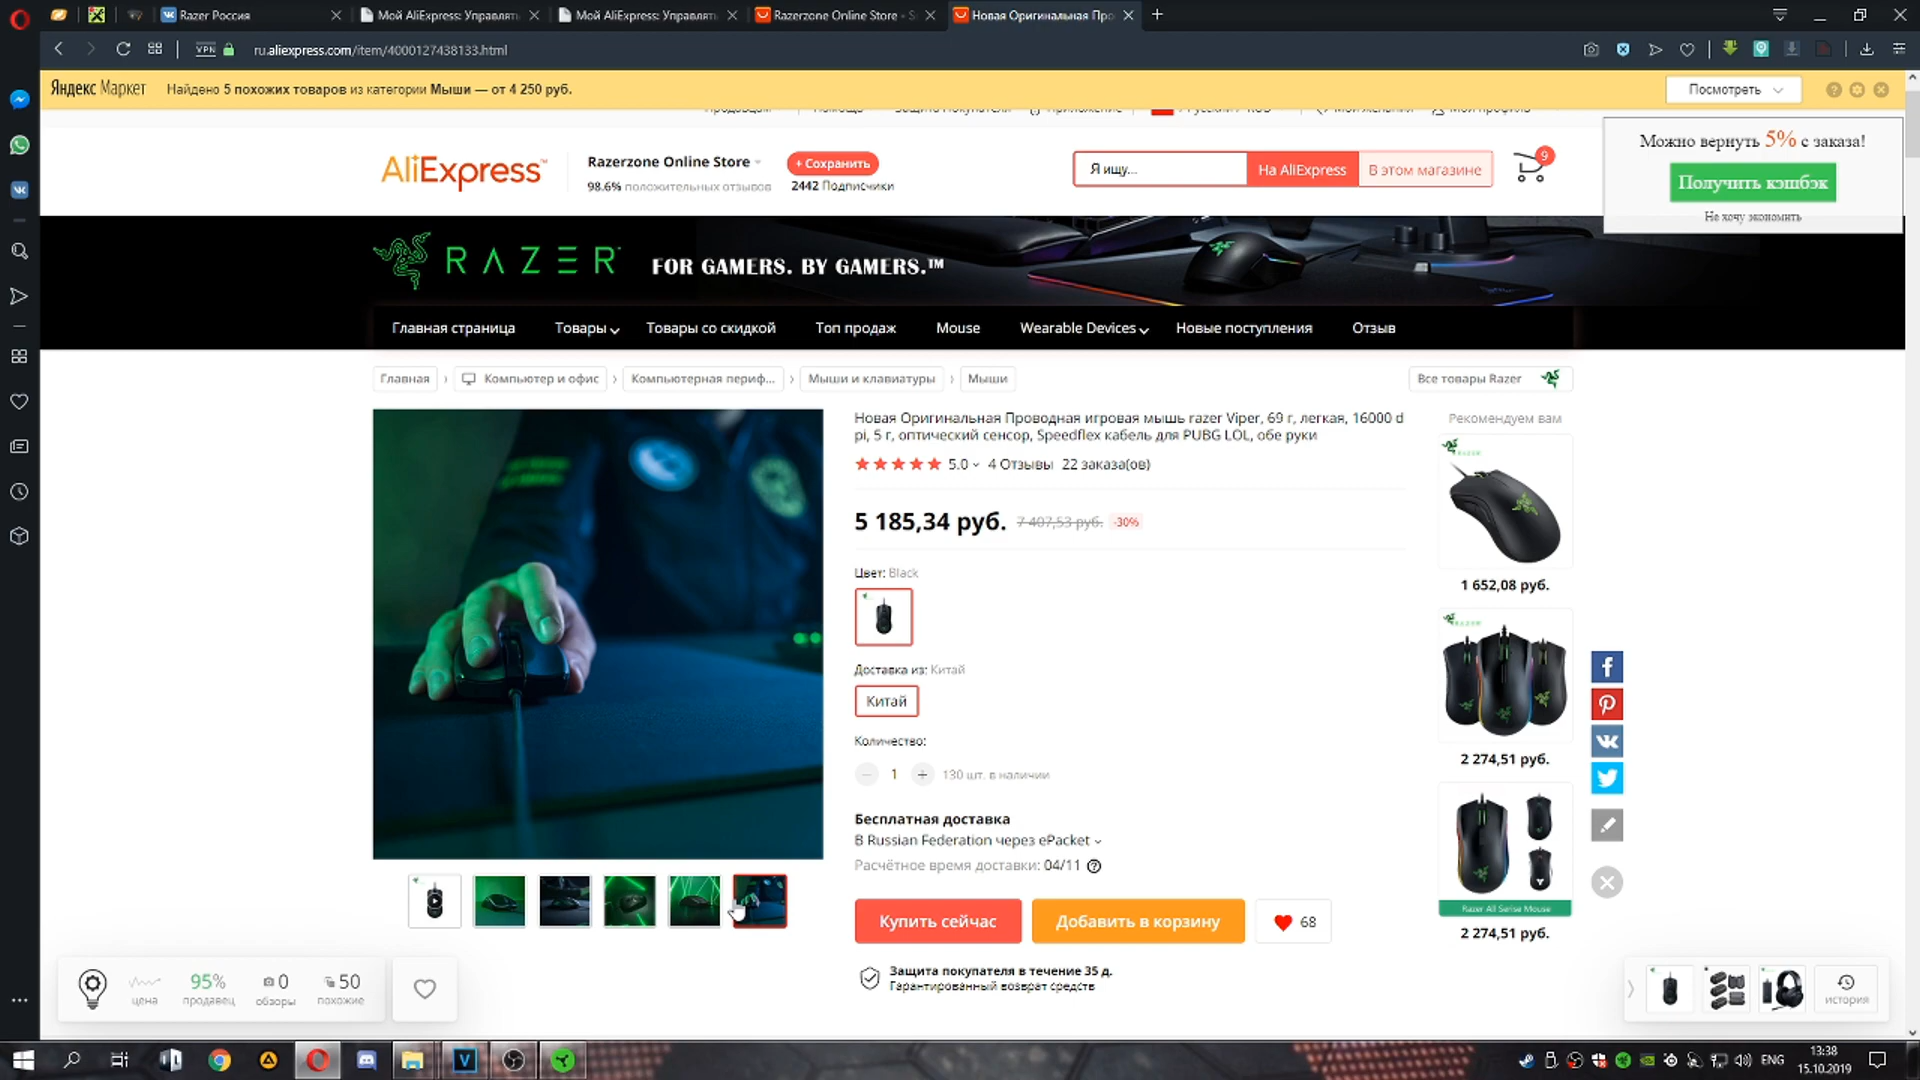 Razer Россия
Мой AliExpress: Управлять
Мой AliExpress: Управлять
Razerzone Online Store - S
Новая Оригинальная Про
VPN
ru.aliexpress.com/item/4000127438133.html
Яндекс Маркет
Найдено 5 похожих товаров из категории Мыши — от 4 250 руб.
Посмотреть
Можно вернуть 5% с заказа!
Получить кэшбэк
Не хочу экономить
AliExpress™
Razerzone Online Store
98.6% положительных отзывов
+ Сохранить
2442 Подписчики
Я ищу...
На AliExpress
В этом магазине
9
RAZER
FOR GAMERS. BY GAMERS.™
Главная страница
Товары
Товары со скидкой
Топ продаж
Mouse
Wearable Devices
Новые поступления
Отзыв
Главная
Компьютер и офис
Компьютерная периф...
Мыши и клавиатуры
Мыши
Все товары Razer
Новая Оригинальная Проводная игровая мышь razer Viper, 69 г, легкая, 16000 d
pi, 5 г, оптический сенсор, Speedflex кабель для PUBG LOL, обе руки
5.0
4 Отзывы
22 заказа(ов)
5 185,34 руб.
7 407,53 руб.
-30%
Цвет: Black
Доставка из: Китай
Китай
Количество:
1
130 шт. в наличии
Бесплатная доставка
В Russian Federation через ePacket
Расчётное время доставки: 04/11
Купить сейчас
Добавить в корзину
68
Защита покупателя в течение 35 д.
Гарантированный возврат средств
Рекомендуем вам
1 652,08 руб.
2 274,51 руб.
Razer All Serise Mouse
2 274,51 руб.
цена
95%
продавец
0
обзоры
50
похожие
история
ENG
13:38
15.10.2019